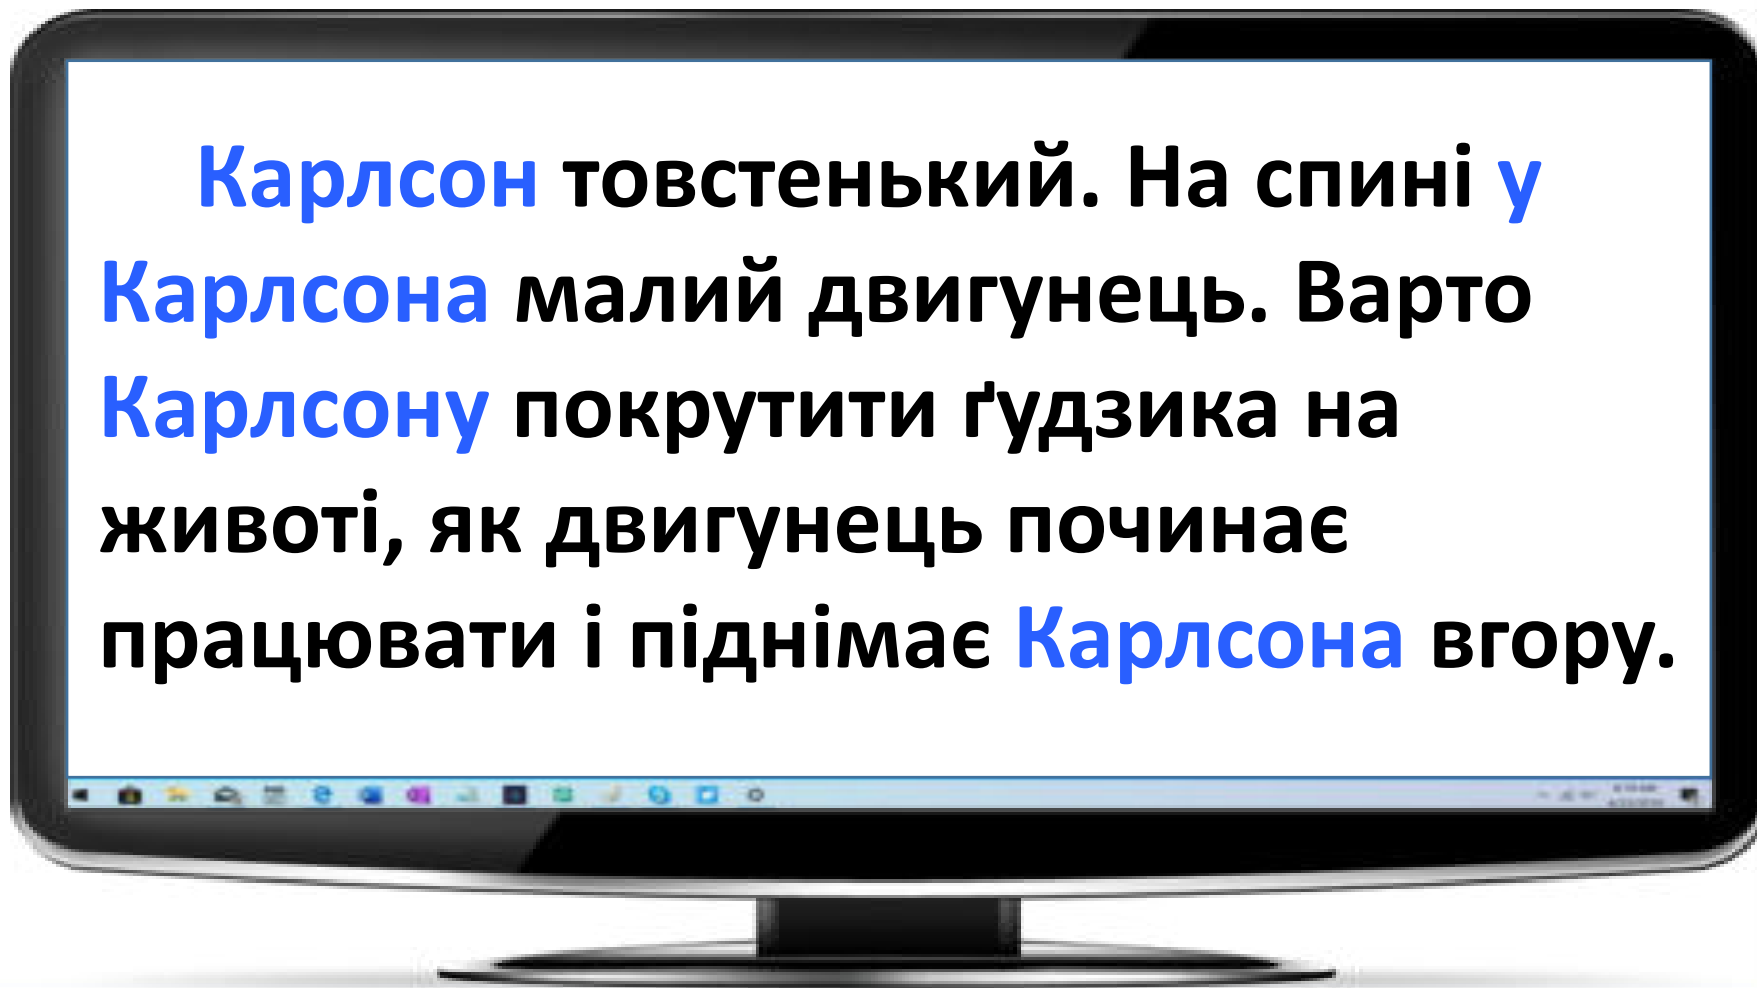 Карлсон товстенький. На спині у
Карлсона малий двигунець. Варто
Карлсону покрутити ґудзика на
животі, як двигунець починає
працювати і піднімає Карлсона вгору.